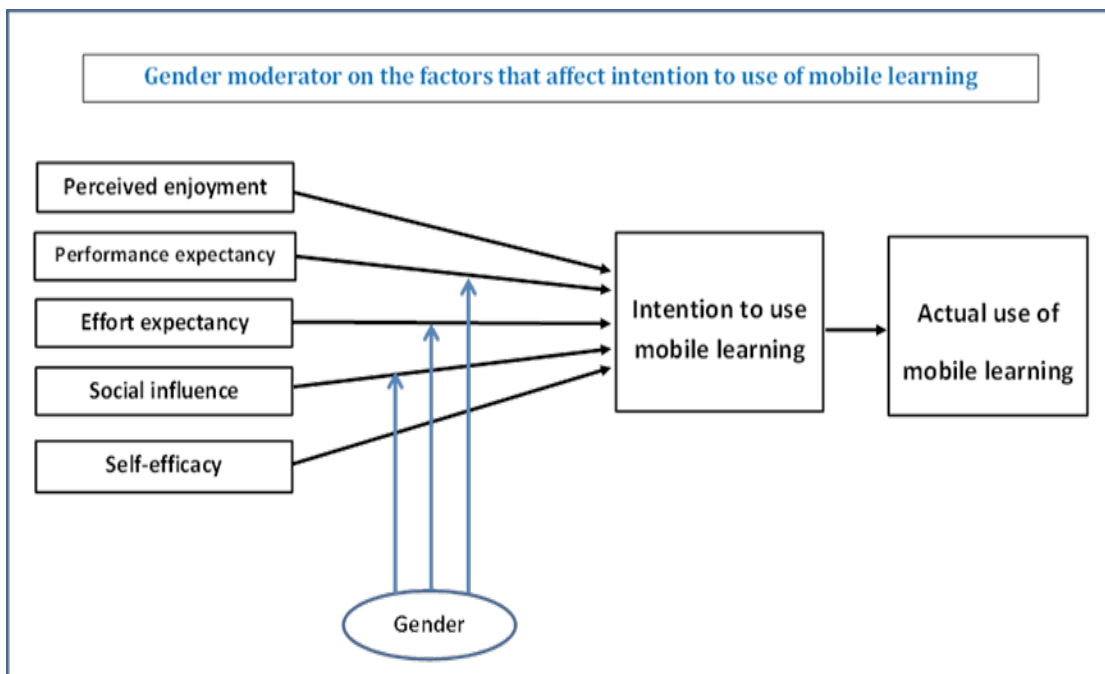 Gender moderator on the factors that affect intention to use of mobile learning
Perceived enjoyment
Performance expectancy
Effort expectancy
Social influence
Self-efficacy
Intention to use
mobile learning
Actual use of
mobile learning
Gender